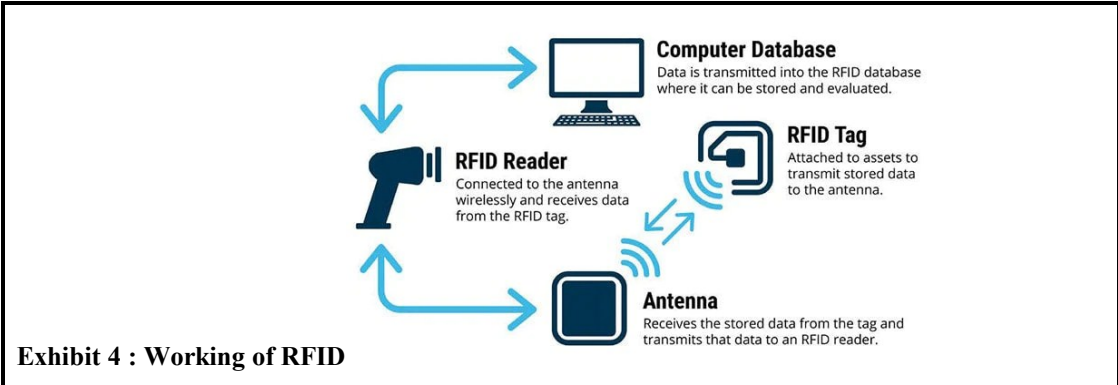 Computer Database
Data is transmitted into the RFID database
where it can be stored and evaluated.
RFID Tag
Attached to assets to
transmit stored data
to the antenna.
RFID Reader
Connected to the antenna
wirelessly and receives data
from the RFID tag.
Antenna
Receives the stored data from the tag and
transmits that data to an RFID reader.
Exhibit 4 : Working of RFID